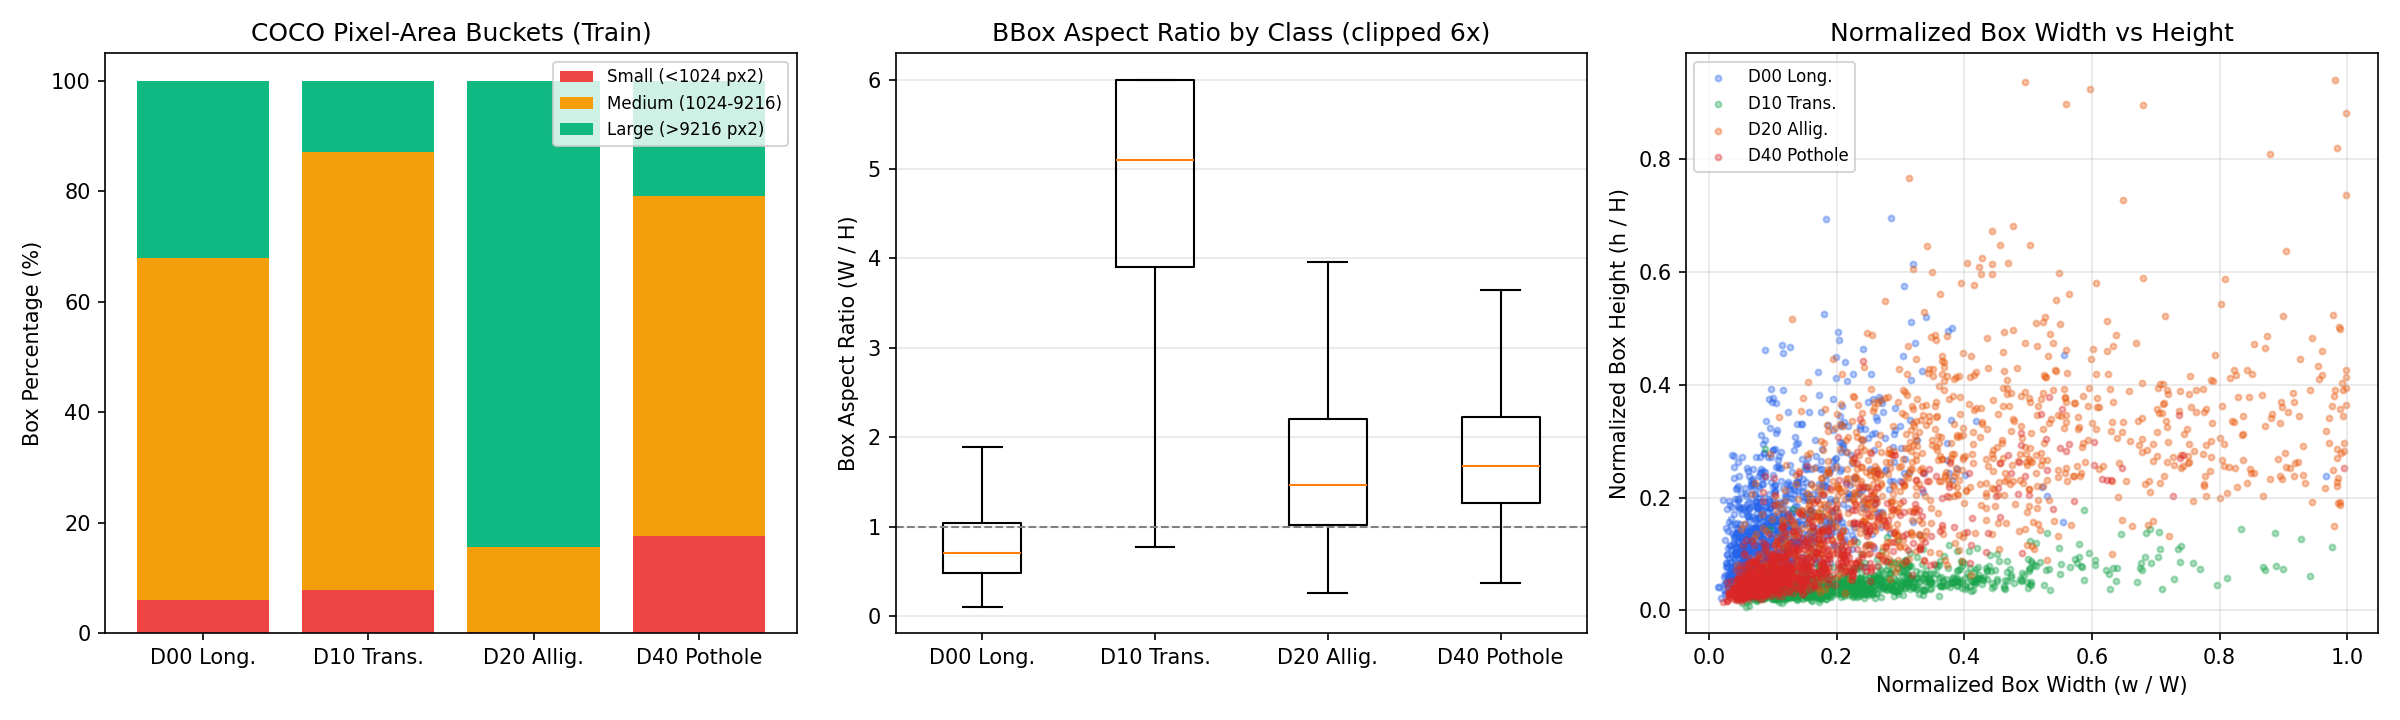 COCO Pixel-Area Buckets (Train)
Box Percentage (%)
100
80
60
40
20
0
Small (<1024 px2)
Medium (1024-9216)
Large (>9216 px2)
D00 Long.
D10 Trans.
D20 Allig.
D40 Pothole
BBox Aspect Ratio by Class (clipped 6x)
Box Aspect Ratio (W / H)
6
5
4
3
2
1
0
D00 Long.
D10 Trans.
D20 Allig.
D40 Pothole
Normalized Box Width vs Height
Normalized Box Height (h / H)
0.8
0.6
0.4
0.2
0.0
D00 Long.
D10 Trans.
D20 Allig.
D40 Pothole
0.0
0.2
0.4
0.6
0.8
1.0
Normalized Box Width (w / W)